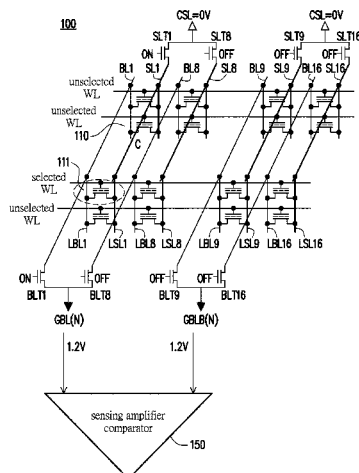 100
CSL=0V CSL=0V
SLT1 SLT8 SLT9 SLT16
ON OFF OFF OFF
BL1 SL1 BL8 SL8 BL9 SL9 BL16 SL16
unselected WL
unselected WL
110
C
111
selected WL
unselected WL
LBL1 LSL1 LBL8 LSL8 LBL9 LSL9 LBL16 LSL16
ON OFF OFF OFF
BLT1 BLT8 BLT9 BLT16
GBL(N) GBLB(N)
1.2V 1.2V
sensing amplifier
comparator
150